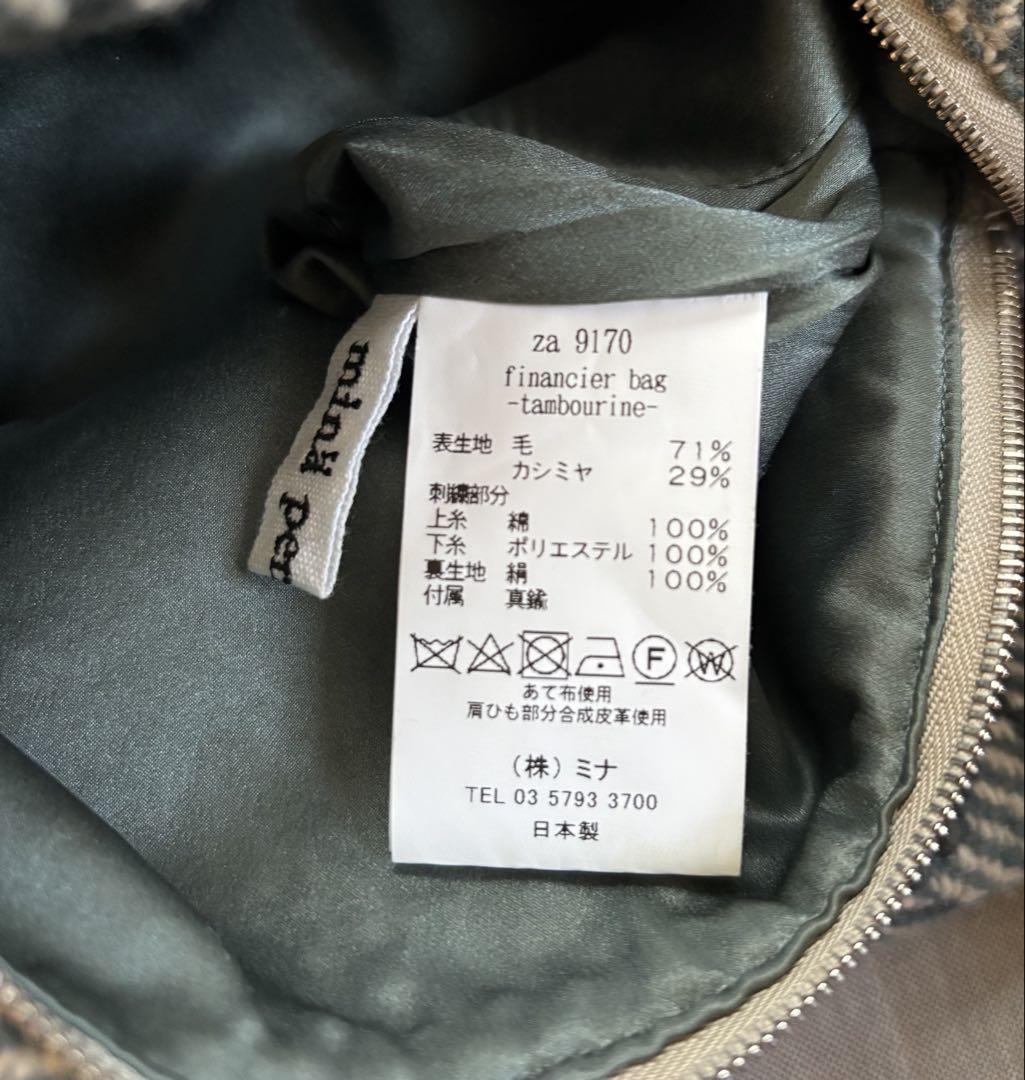 mina per
za 9170
financier bag
-tambourine-
表生地 毛 71%
カシミヤ 29%
刺繍部分
上糸 綿 100%
下糸 ポリエステル 100%
裏生地 絹 100%
付属 真鍮
F W
あて布使用
肩ひも部分合成皮革使用
(株)ミナ
TEL 03 5793 3700
日本製